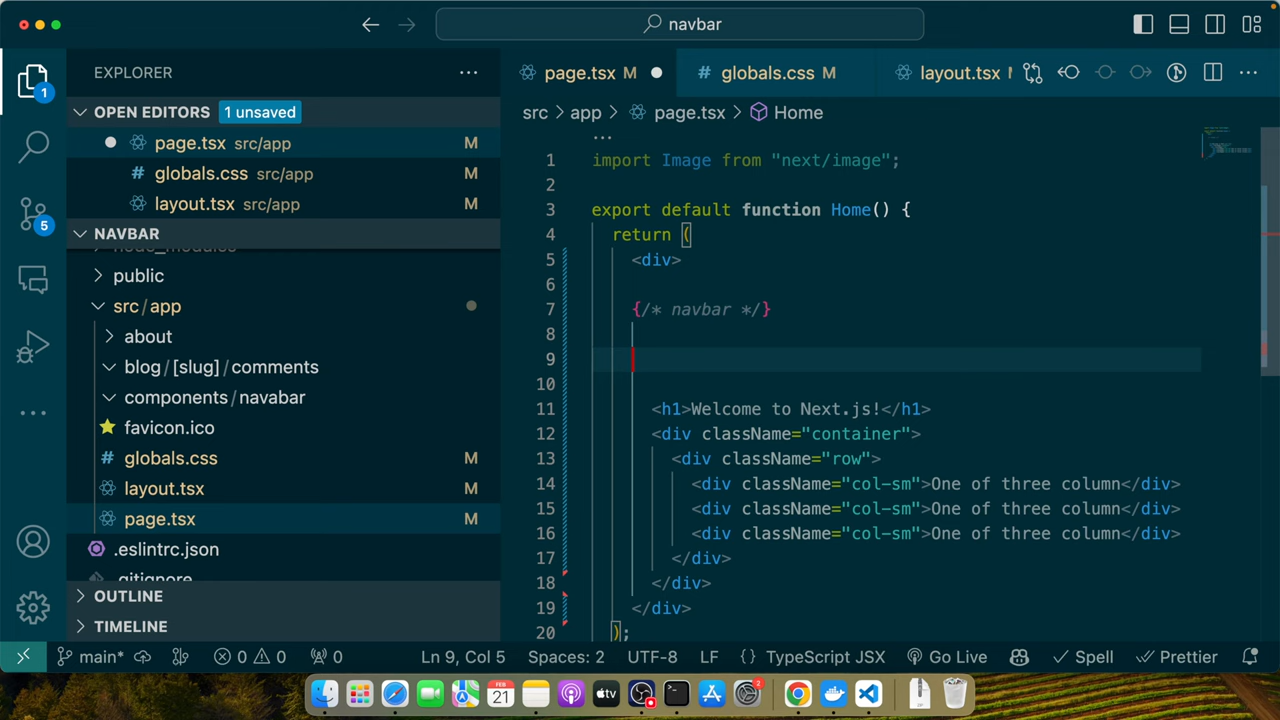 navbar
EXPLORER
OPEN EDITORS 1 unsaved
page.tsx src/app M
globals.css src/app M
layout.tsx src/app M
NAVBAR
node_modules
public
src/app
about
blog/[slug]/comments
components/navabar
favicon.ico
globals.css M
layout.tsx M
page.tsx M
.eslintrc.json
.gitignore
OUTLINE
TIMELINE
1
5
page.tsx M
# globals.css M
layout.tsx M
src > app > page.tsx > Home
...
1 import Image from "next/image";
2
3 export default function Home() {
4 return (
5 <div>
6
7 {/* navbar */}
8
9
10
11 <h1>Welcome to Next.js!</h1>
12 <div className="container">
13 <div className="row">
14 <div className="col-sm">One of three column</div>
15 <div className="col-sm">One of three column</div>
16 <div className="col-sm">One of three column</div>
17 </div>
18 </div>
19 </div>
20 );
main* 0 0 0 Ln 9, Col 5 Spaces: 2 UTF-8 LF {} TypeScript JSX Go Live Spell Prettier
FEB
21
tv
2